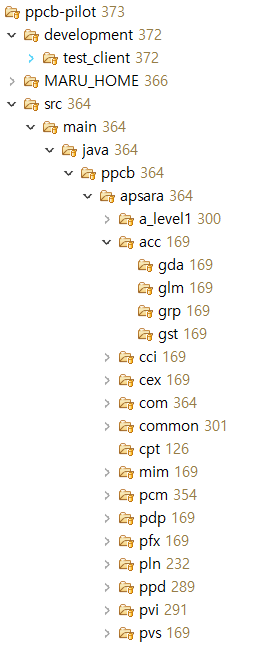 ppcb-pilot 373
development 372
test_client 372
MARU_HOME 366
src 364
main 364
java 364
ppcb 364
apsara 364
a_level1 300
acc 169
gda 169
glm 169
grp 169
gst 169
cci 169
cex 169
com 364
common 301
cpt 126
mim 169
pcm 354
pdp 169
pfx 169
pln 232
ppd 289
pvi 291
pvs 169